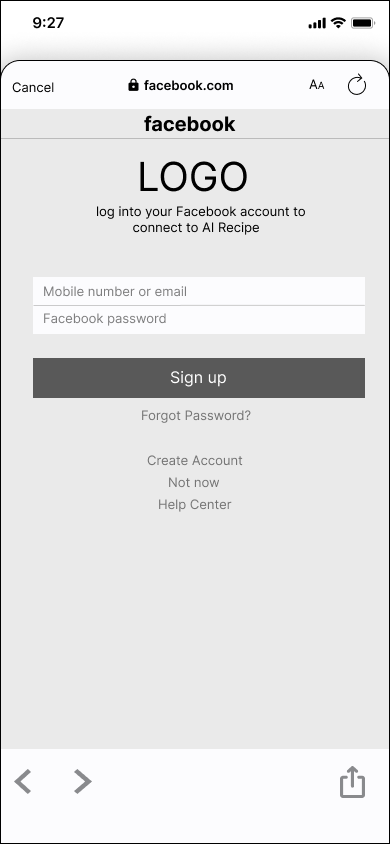 9:27
Cancel
facebook.com
AA
facebook
LOGO
log into your Facebook account to
connect to AI Recipe
Mobile number or email
Facebook password
Sign up
Forgot Password?
Create Account
Not now
Help Center